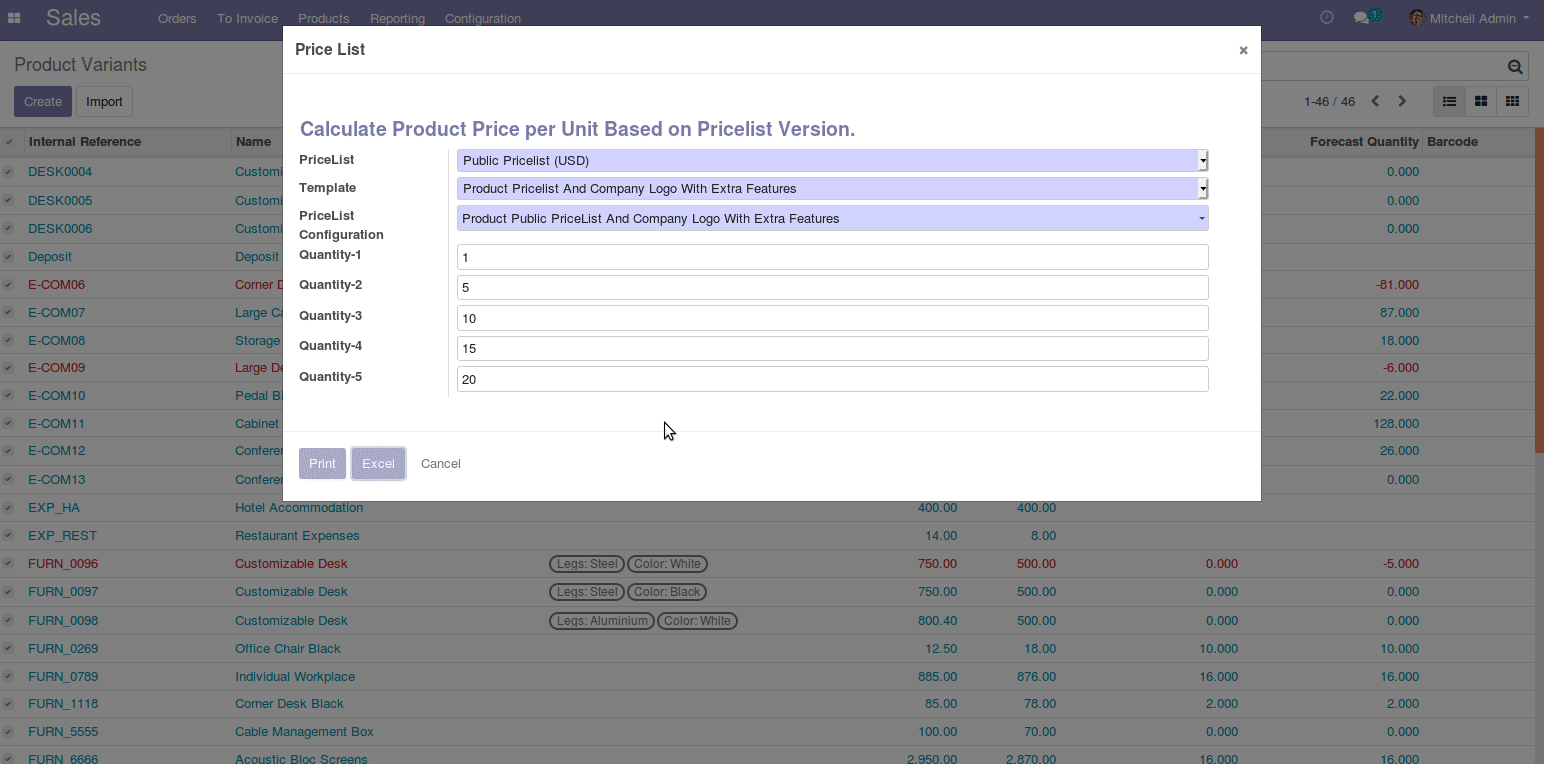 Sales Orders To Invoice Products Reporting Configuration 1 Mitchell Admin
Product Variants
Create Import
1-46 / 46
Price List ×
Calculate Product Price per Unit Based on Pricelist Version.
PriceList Public Pricelist (USD)
Template Product Pricelist And Company Logo With Extra Features
PriceList Configuration Product Public PriceList And Company Logo With Extra Features
Quantity-1 1
Quantity-2 5
Quantity-3 10
Quantity-4 15
Quantity-5 20
Print Excel Cancel
Internal Reference Name Forecast Quantity Barcode
DESK0004 Customi 0.000
DESK0005 Customi 0.000
DESK0006 Customi 0.000
Deposit Deposit
E-COM06 Corner D -81.000
E-COM07 Large Ca 87.000
E-COM08 Storage 18.000
E-COM09 Large De -6.000
E-COM10 Pedal Bi 22.000
E-COM11 Cabinet 128.000
E-COM12 Conferen 26.000
E-COM13 Conferen 0.000
EXP_HA Hotel Accommodation 400.00 400.00
EXP_REST Restaurant Expenses 14.00 8.00
FURN_0096 Customizable Desk Legs: Steel Color: White 750.00 500.00 0.000 -5.000
FURN_0097 Customizable Desk Legs: Steel Color: Black 750.00 500.00 0.000 0.000
FURN_0098 Customizable Desk Legs: Aluminium Color: White 800.40 500.00 0.000 0.000
FURN_0269 Office Chair Black 12.50 18.00 10.000 10.000
FURN_0789 Individual Workplace 885.00 876.00 16.000 16.000
FURN_1118 Corner Desk Black 85.00 78.00 2.000 2.000
FURN_5555 Cable Management Box 100.00 70.00 0.000 0.000
FURN_6666 Acoustic Bloc Screens 2,950.00 2,870.00 16.000 16.000